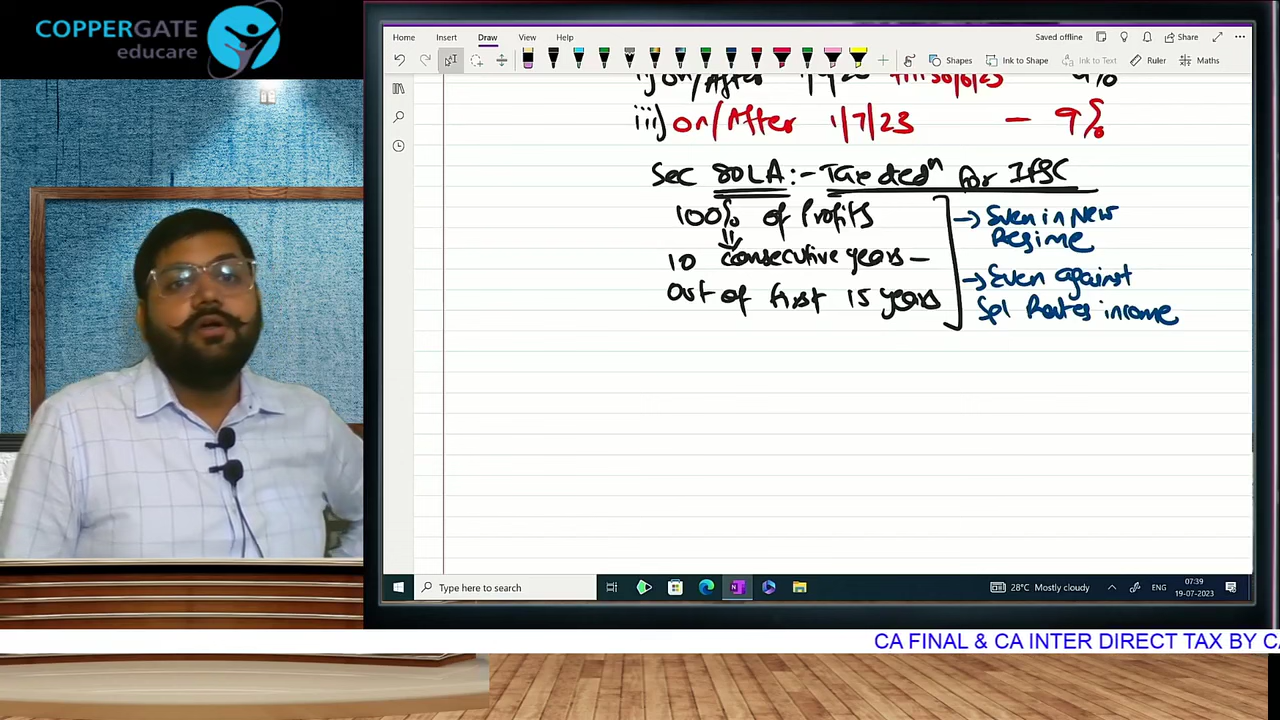 COPPERGATE
educare
Home Insert Draw View Help Saved offline Share
Shapes Ink to Shape Ink to Text Ruler Maths
i) On/After
iii) On/After 1/7/23 - 9%
Sec 80LA:- Tax dedn for IFSC
100% of Profits
10 consecutive years -
Out of first 15 years
→ Even in New
Regime
→ Even against
Spl Rates income
Type here to search 28°C Mostly cloudy ENG 07:39
19-07-2023
CA FINAL & CA INTER DIRECT TAX BY CA